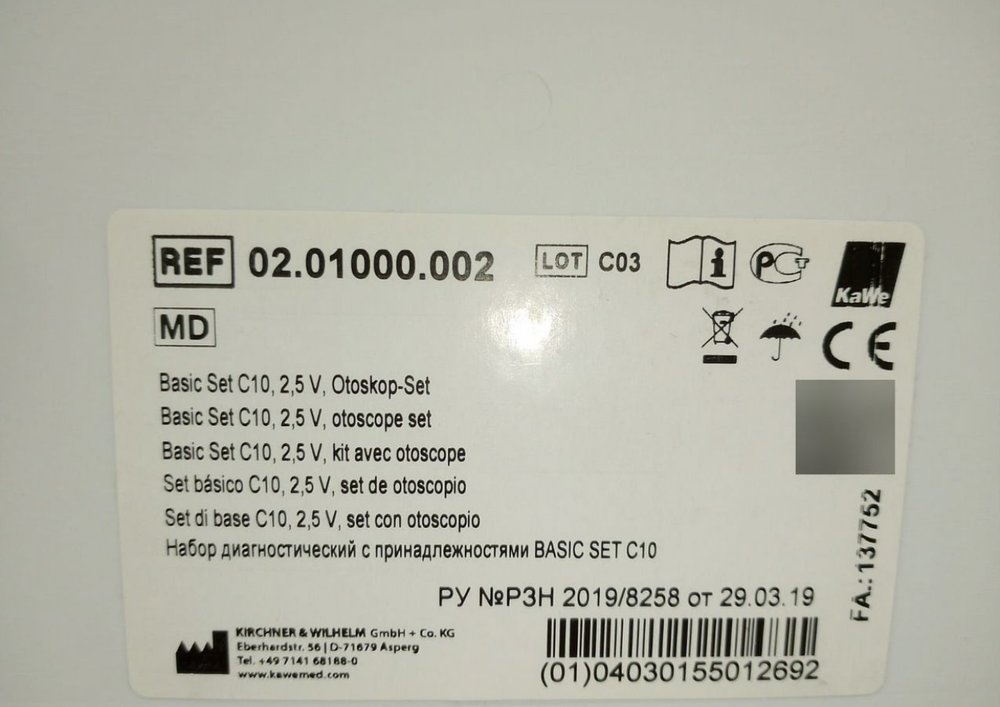 REF 02.01000.002 LOT C03
PCT
KaWe
MD
CE
Basic Set C10, 2,5 V, Otoskop-Set
Basic Set C10, 2,5 V, otoscope set
Basic Set C10, 2,5 V, kit avec otoscope
Set básico C10, 2,5 V, set de otoscopio
Set di base C10, 2,5 V, set con otoscopio
Набор диагностический с принадлежностями BASIC SET C10
FA.:137752
РУ №РЗН 2019/8258 от 29.03.19
KIRCHNER & WILHELM GmbH + Co. KG
Eberhardstr. 56 | D-71679 Asperg
Tel. +49 7141 68188-0
www.kawemed.com
(01)04030155012692